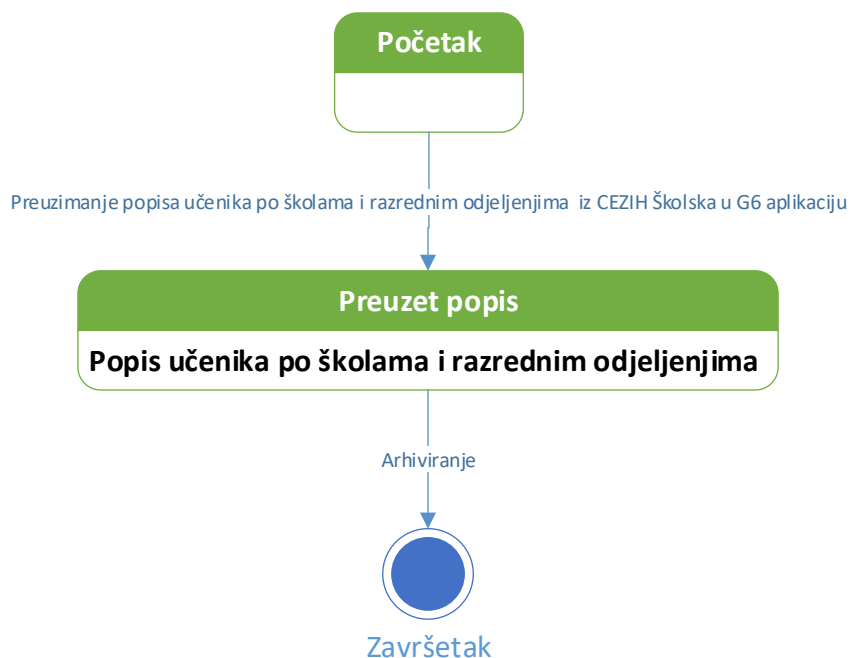 Početak
Preuzimanje popisa učenika po školama i razrednim odjeljenjima iz CEZIH Školska u G6 aplikaciju
Preuzet popis
Popis učenika po školama i razrednim odjeljenjima
Arhiviranje
Završetak